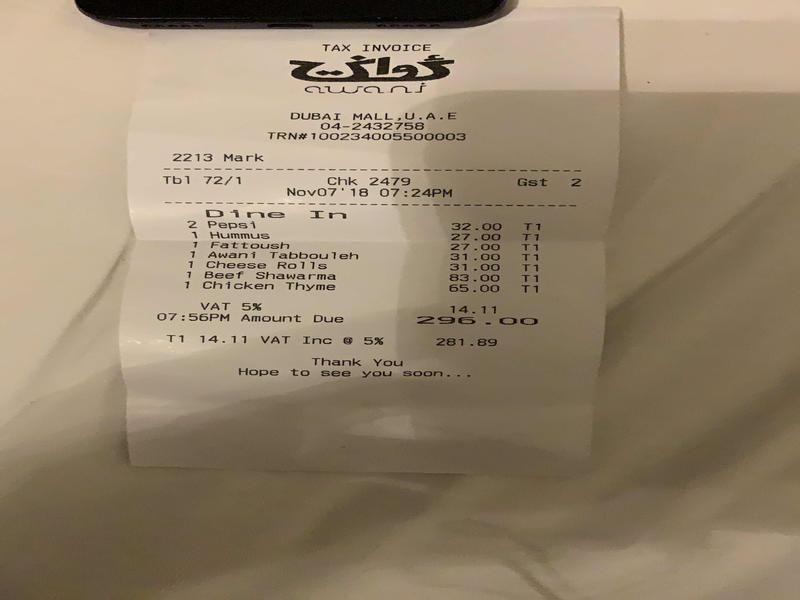 TAX INVOICE
awani
DUBAI MALL,U.A.E
04-2432758
TRN#100234005500003
2213 Mark
Tbl 72/1 Chk 2479 Gst 2
Nov07'18 07:24PM
Dine In
2 Pepsi 32.00 T1
1 Hummus 27.00 T1
1 Fattoush 27.00 T1
1 Awani Tabbouleh 31.00 T1
1 Cheese Rolls 31.00 T1
1 Beef Shawarma 83.00 T1
1 Chicken Thyme 65.00 T1
VAT 5% 14.11
07:56PM Amount Due 296.00
T1 14.11 VAT Inc @ 5% 281.89
Thank You
Hope to see you soon...